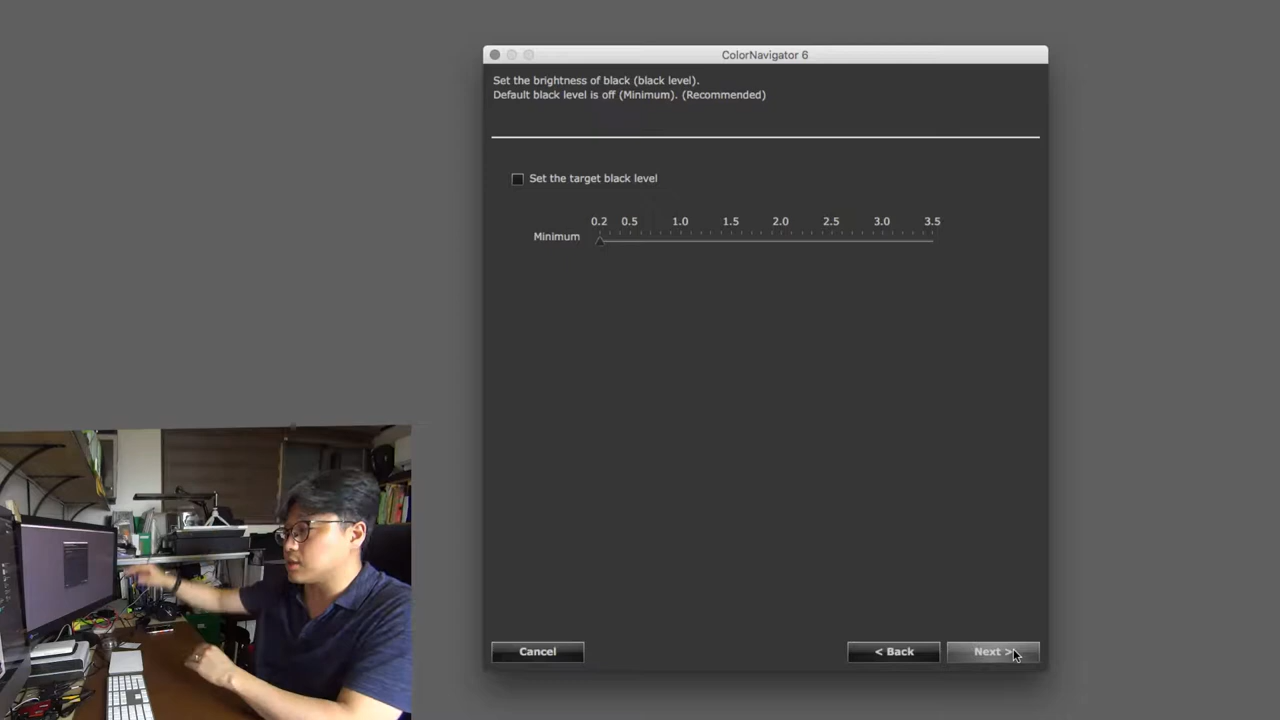 ColorNavigator 6
Set the brightness of black (black level).
Default black level is off (Minimum). (Recommended)
Set the target black level
0.2 0.5 1.0 1.5 2.0 2.5 3.0 3.5
Minimum
Cancel
< Back
Next >